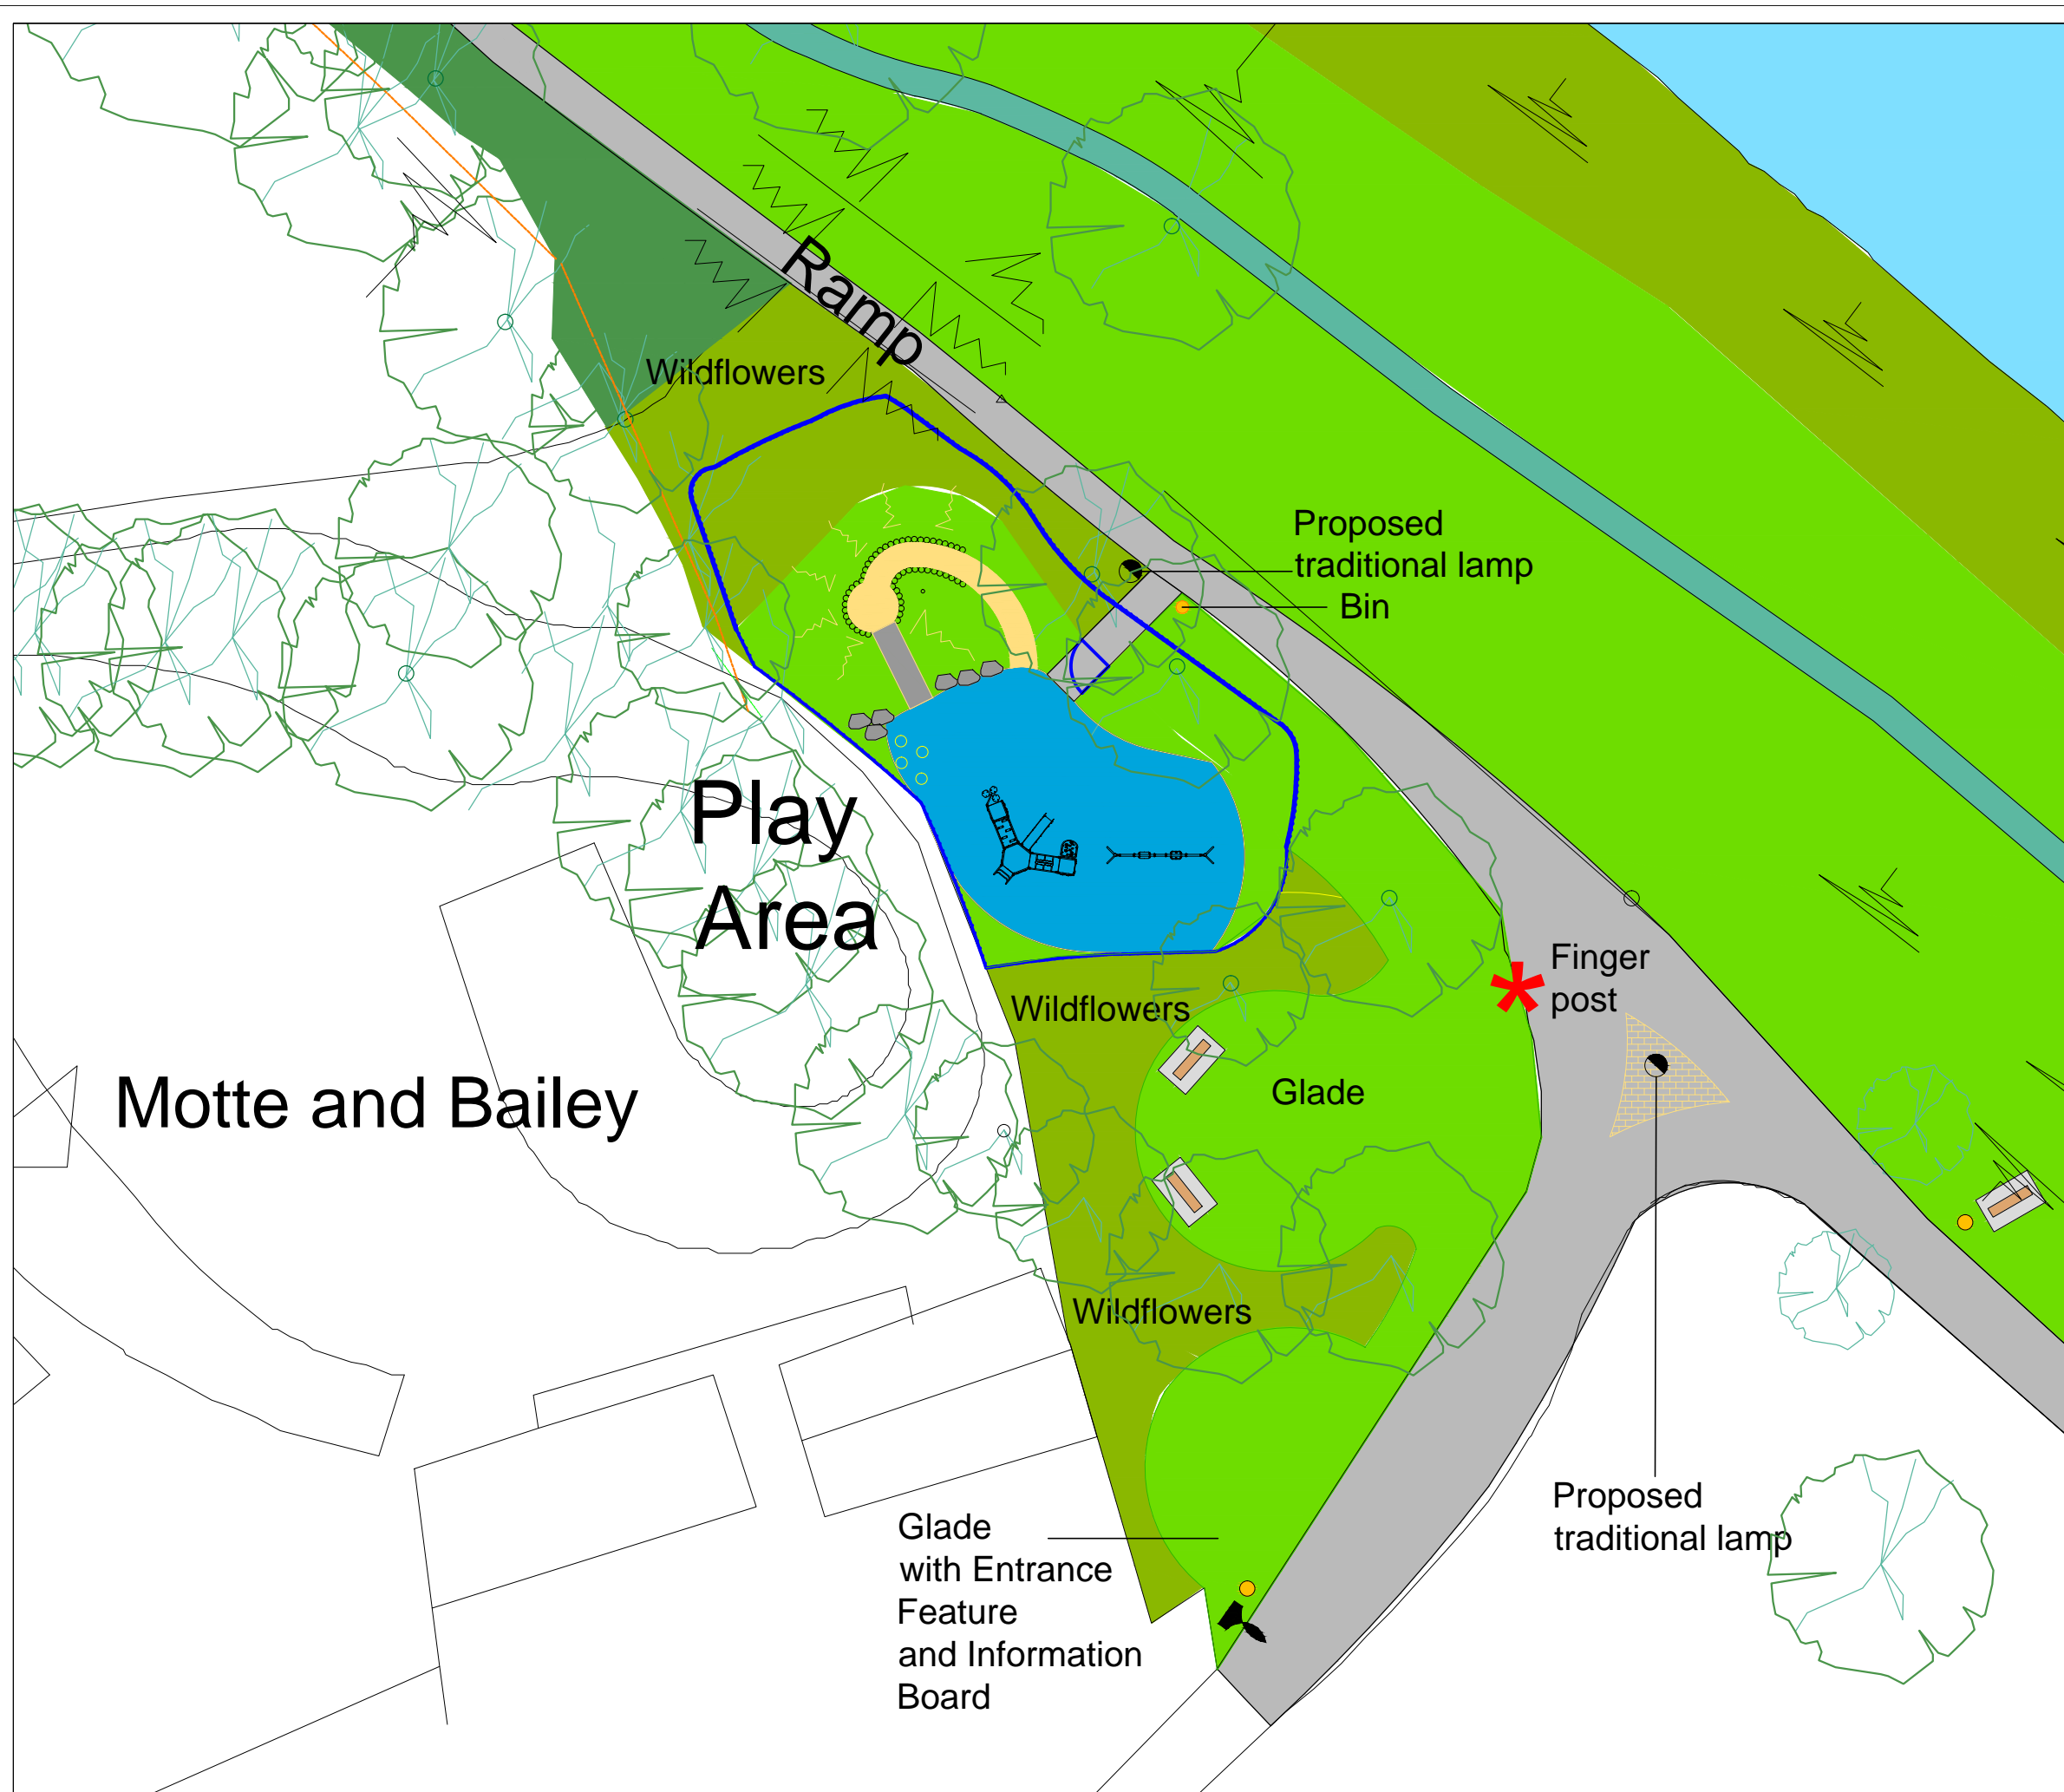 Ramp
Wildflowers
Proposed
traditional lamp
Bin
Play
Area
Finger
post
Wildflowers
Glade
Motte and Bailey
Wildflowers
Proposed
traditional lamp
Glade
with Entrance
Feature
and Information
Board